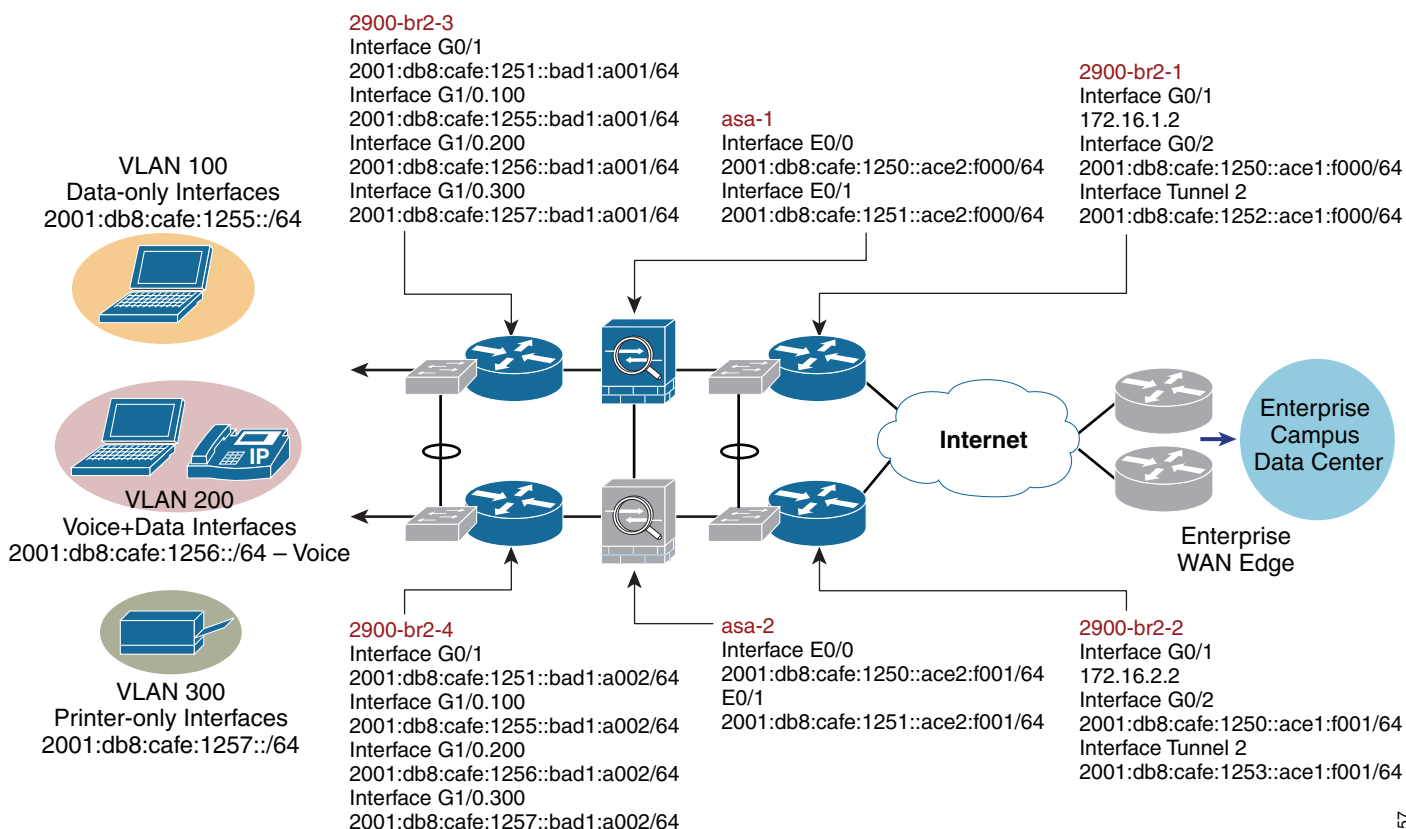 2900-br2-3
Interface G0/1
2001:db8:cafe:1251::bad1:a001/64
Interface G1/0.100
2001:db8:cafe:1255::bad1:a001/64
Interface G1/0.200
2001:db8:cafe:1256::bad1:a001/64
Interface G1/0.300
2001:db8:cafe:1257::bad1:a001/64
asa-1
Interface E0/0
2001:db8:cafe:1250::ace2:f000/64
Interface E0/1
2001:db8:cafe:1251::ace2:f000/64
2900-br2-1
Interface G0/1
172.16.1.2
Interface G0/2
2001:db8:cafe:1250::ace1:f000/64
Interface Tunnel 2
2001:db8:cafe:1252::ace1:f000/64
VLAN 100
Data-only Interfaces
2001:db8:cafe:1255::/64
IP
VLAN 200
Voice+Data Interfaces
2001:db8:cafe:1256::/64 – Voice
VLAN 300
Printer-only Interfaces
2001:db8:cafe:1257::/64
Internet
Enterprise
Campus
Data Center
Enterprise
WAN Edge
2900-br2-4
Interface G0/1
2001:db8:cafe:1251::bad1:a002/64
Interface G1/0.100
2001:db8:cafe:1255::bad1:a002/64
Interface G1/0.200
2001:db8:cafe:1256::bad1:a002/64
Interface G1/0.300
2001:db8:cafe:1257::bad1:a002/64
asa-2
Interface E0/0
2001:db8:cafe:1250::ace2:f001/64
E0/1
2001:db8:cafe:1251::ace2:f001/64
2900-br2-2
Interface G0/1
172.16.2.2
Interface G0/2
2001:db8:cafe:1250::ace1:f001/64
Interface Tunnel 2
2001:db8:cafe:1253::ace1:f001/64